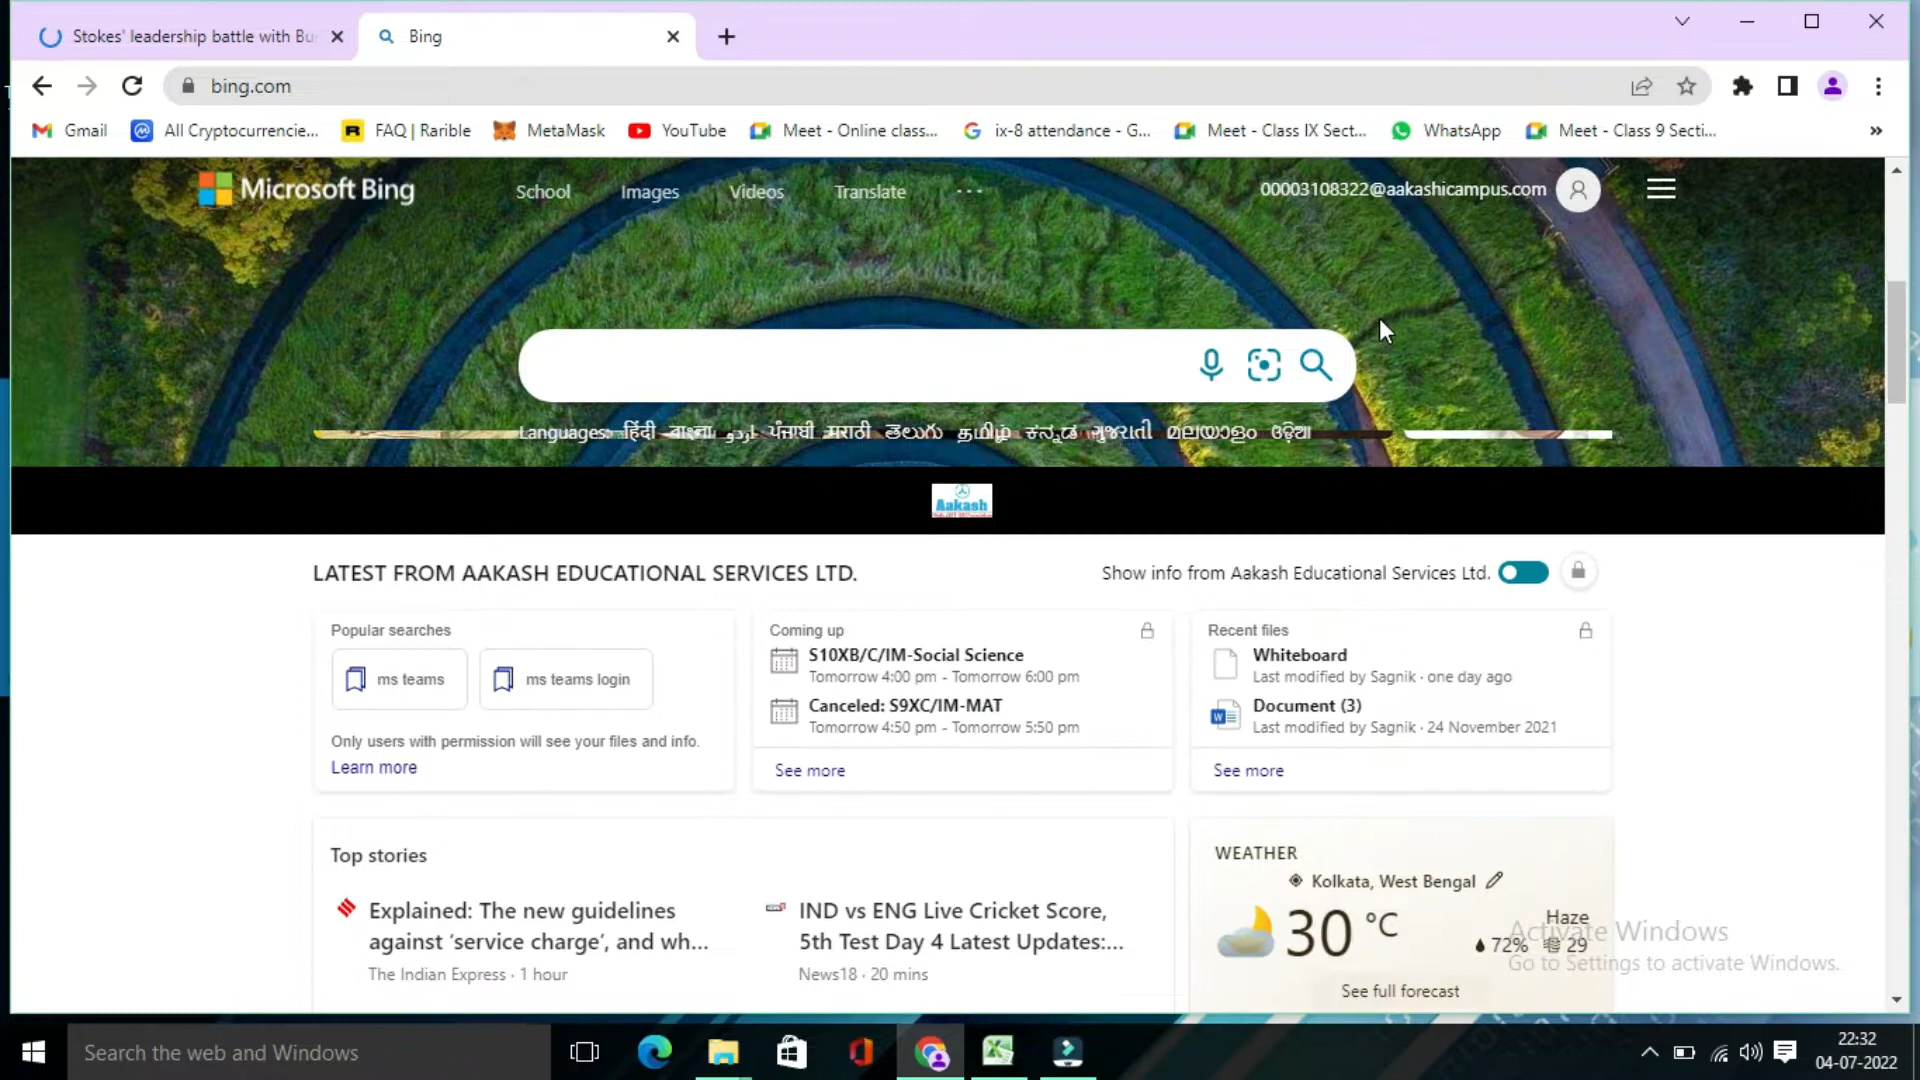 Stokes' leadership battle with Bu
Bing
bing.com
Gmail
All Cryptocurrencie...
FAQ | Rarible
MetaMask
YouTube
Meet - Online class...
ix-8 attendance - G...
Meet - Class IX Sect...
WhatsApp
Meet - Class 9 Secti...
»
Microsoft Bing
School
Images
Videos
Translate
...
00003108322@aakashicampus.com
Languages: हिंदी বাংলা اردو ਪੰਜਾਬੀ मराठी తెలుగు தமிழ் ಕನ್ನಡ ગુજરાતી മലയാളം ଓଡ଼ିଆ
Aakash
LATEST FROM AAKASH EDUCATIONAL SERVICES LTD.
Show info from Aakash Educational Services Ltd.
Popular searches
ms teams
ms teams login
Only users with permission will see your files and info.
Learn more
Coming up
S10XB/C/IM-Social Science
Tomorrow 4:00 pm - Tomorrow 6:00 pm
Canceled: S9XC/IM-MAT
Tomorrow 4:50 pm - Tomorrow 5:50 pm
See more
Recent files
Whiteboard
Last modified by Sagnik · one day ago
Document (3)
Last modified by Sagnik · 24 November 2021
See more
Top stories
Explained: The new guidelines
against ‘service charge’, and wh...
The Indian Express · 1 hour
IND vs ENG Live Cricket Score,
5th Test Day 4 Latest Updates:...
News18 · 20 mins
WEATHER
Kolkata, West Bengal
30 °C
Haze
72% 29
See full forecast
Activate Windows
Go to Settings to activate Windows.
Search the web and Windows
22:32
04-07-2022